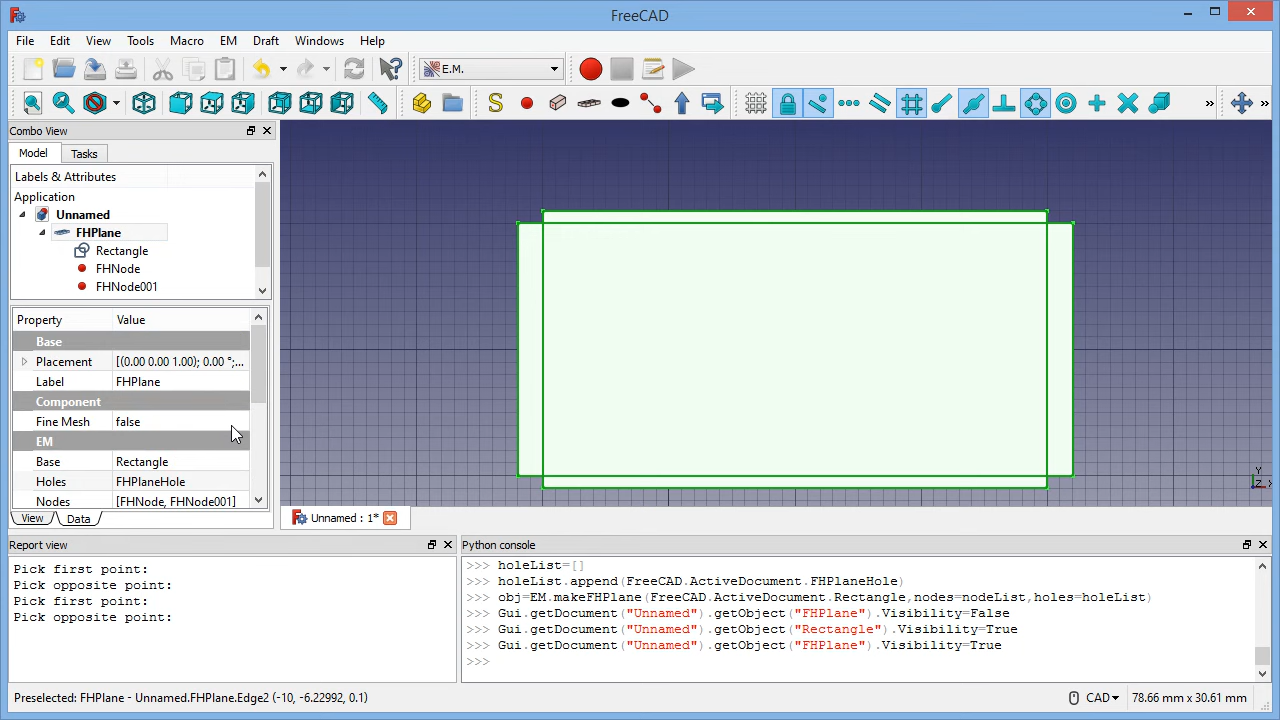 FreeCAD
File Edit View Tools Macro EM Draft Windows Help
E.M.
S » »
Combo View
Model Tasks
Labels & Attributes
Application
Unnamed
FHPlane
Rectangle
FHNode
FHNode001
Property Value
Base
Placement [(0.00 0.00 1.00); 0.00 °;...
Label FHPlane
Component
Fine Mesh false
EM
Base Rectangle
Holes FHPlaneHole
Nodes [FHNode, FHNode001]
View Data
Y
Z X
Unnamed : 1*
Report view
Pick first point:
Pick opposite point:
Pick first point:
Pick opposite point:
Python console
>>> holeList=[]
>>> holeList.append(FreeCAD.ActiveDocument.FHPlaneHole)
>>> obj=EM.makeFHPlane(FreeCAD.ActiveDocument.Rectangle,nodes=nodeList,holes=holeList)
>>> Gui.getDocument("Unnamed").getObject("FHPlane").Visibility=False
>>> Gui.getDocument("Unnamed").getObject("Rectangle").Visibility=True
>>> Gui.getDocument("Unnamed").getObject("FHPlane").Visibility=True
>>>
Preselected: FHPlane - Unnamed.FHPlane.Edge2 (-10, -6.22992, 0.1)
CAD
78.66 mm x 30.61 mm